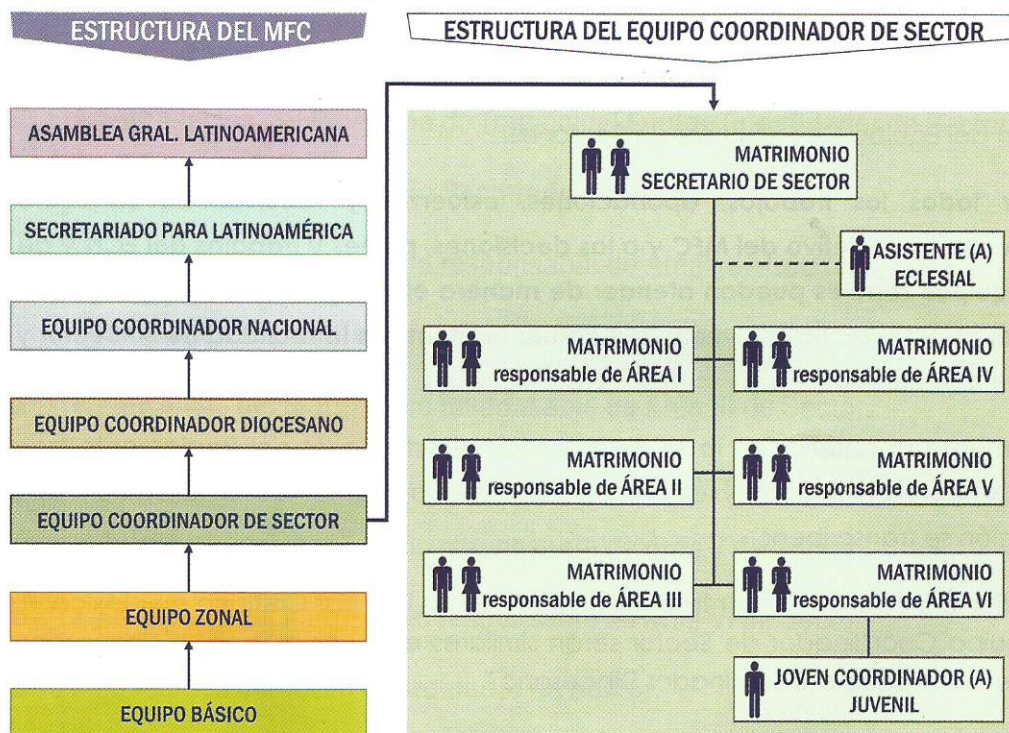 ESTRUCTURA DEL MFC
ASAMBLEA GRAL. LATINOAMERICANA
SECRETARIADO PARA LATINOAMÉRICA
EQUIPO COORDINADOR NACIONAL
EQUIPO COORDINADOR DIOCESANO
EQUIPO COORDINADOR DE SECTOR
EQUIPO ZONAL
EQUIPO BÁSICO
ESTRUCTURA DEL EQUIPO COORDINADOR DE SECTOR
MATRIMONIO
SECRETARIO DE SECTOR
ASISTENTE (A)
ECLESIAL
MATRIMONIO
responsable de ÁREA I
MATRIMONIO
responsable de ÁREA IV
MATRIMONIO
responsable de ÁREA II
MATRIMONIO
responsable de ÁREA V
MATRIMONIO
responsable de ÁREA III
MATRIMONIO
responsable de ÁREA VI
JOVEN COORDINADOR (A)
JUVENIL